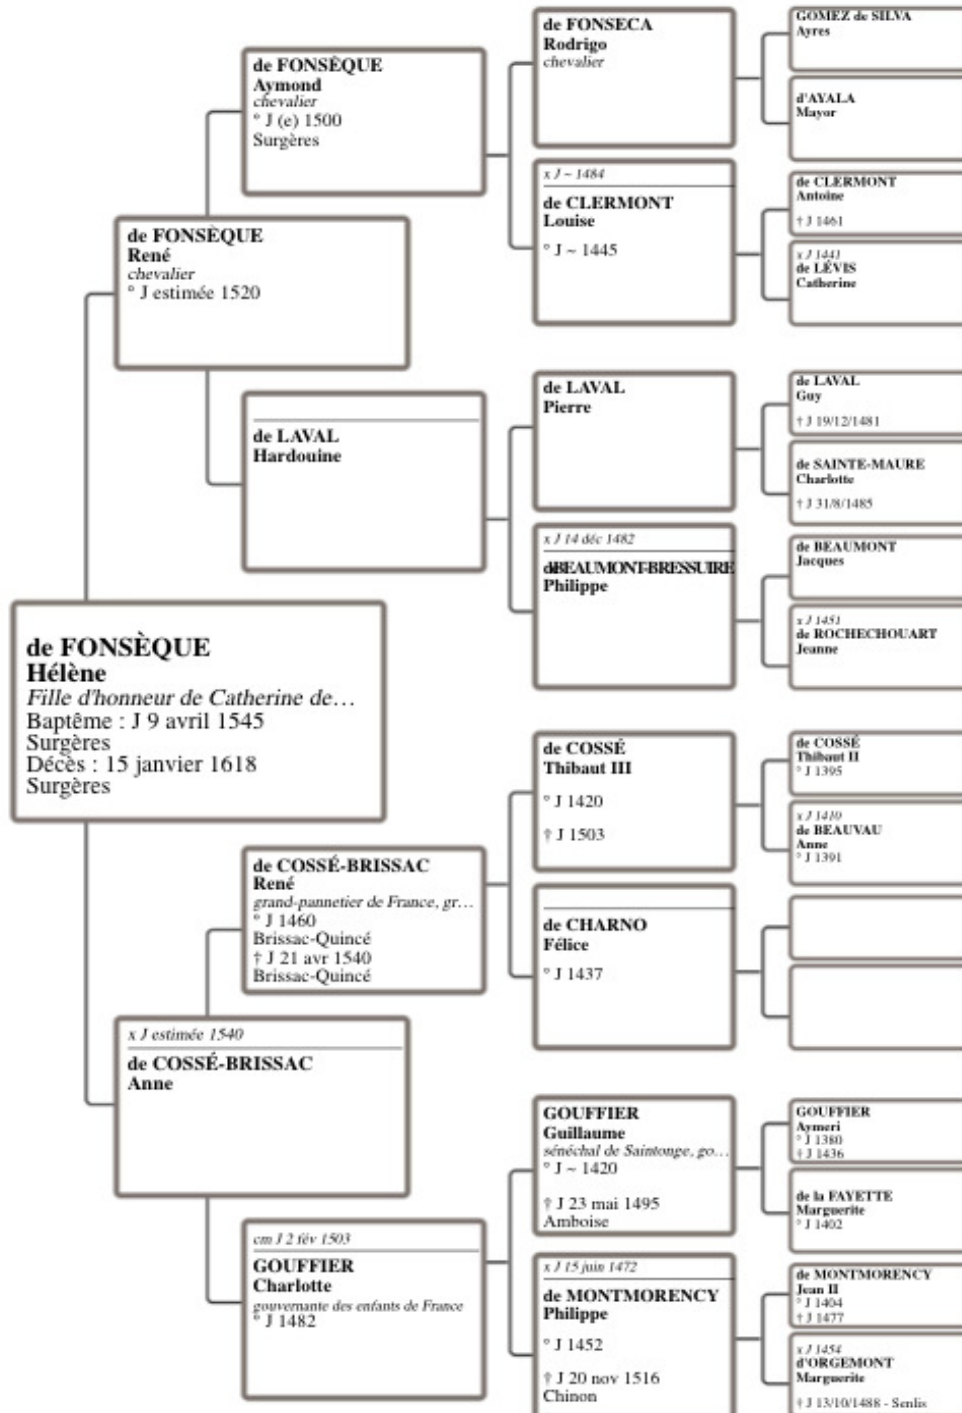 de FONSÈQUE
Hélène
Fille d'honneur de Catherine de…
Baptême : J 9 avril 1545
Surgères
Décès : 15 janvier 1618
Surgères
de FONSÈQUE
René
chevalier
° J estimée 1520
x J estimée 1540
de COSSÉ-BRISSAC
Anne
de FONSÈQUE
Aymond
chevalier
° J (e) 1500
Surgères
de LAVAL
Hardouine
de COSSÉ-BRISSAC
René
grand-pannetier de France, gr…
° J 1460
Brissac-Quincé
† J 21 avr 1540
Brissac-Quincé
cm J 2 fév 1503
GOUFFIER
Charlotte
gouvernante des enfants de France
° J 1482
de FONSECA
Rodrigo
chevalier
x J ~ 1484
de CLERMONT
Louise
° J ~ 1445
de LAVAL
Pierre
x J 14 déc 1482
de BEAUMONT-BRESSUIRE
Philippe
de COSSÉ
Thibaut III
° J 1420
† J 1503
de CHARNO
Félice
° J 1437
GOUFFIER
Guillaume
sénéchal de Saintonge, go…
° J ~ 1420
† J 23 mai 1495
Amboise
x J 15 juin 1472
de MONTMORENCY
Philippe
° J 1452
† J 20 nov 1516
Chinon
GOMEZ de SILVA
Ayres
d'AYALA
Mayor
de CLERMONT
Antoine
† J 1461
x J 1441
de LÉVIS
Catherine
de LAVAL
Guy
† J 19/12/1481
de SAINTE-MAURE
Charlotte
† J 31/8/1485
de BEAUMONT
Jacques
x J 1451
de ROCHECHOUART
Jeanne
de COSSÉ
Thibaut II
° J 1395
x J 1410
de BEAUVAU
Anne
° J 1391
GOUFFIER
Aymeri
° J 1380
† J 1436
de la FAYETTE
Marguerite
° J 1402
de MONTMORENCY
Jean II
° J 1404
† J 1477
x J 1454
d'ORGEMONT
Marguerite
† J 13/10/1488 - Senlis